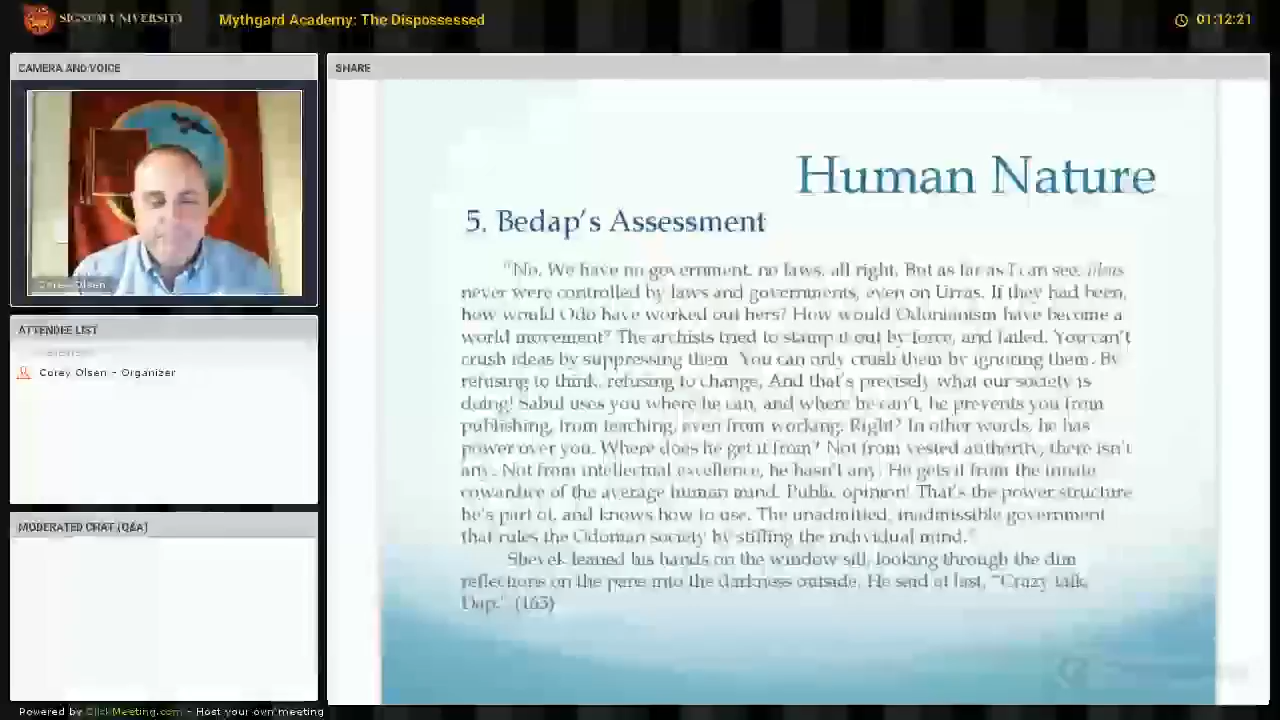 SIGNUM UNIVERSITY
Mythgard Academy: The Dispossessed
01:12:21
CAMERA AND VOICE
SHARE
Corey Olsen
ATTENDEE LIST
Corey Olsen - Organizer
MODERATED CHAT (Q&A)
Human Nature
5. Bedap's Assessment
"No. We have no government, no laws, all right. But as far as I can see, ideas
never were controlled by laws and governments, even on Urras. If they had been,
how would Odo have worked out hers? How would Odonianism have become a
world movement? The archists tried to stamp it out by force, and failed. You can't
crush ideas by suppressing them. You can only crush them by ignoring them. By
refusing to think, refusing to change. And that's precisely what our society is
doing! Sabul uses you where he can, and where he can't, he prevents you from
publishing, from teaching, even from working. Right? In other words, he has
power over you. Where does he get it from? Not from vested authority, there isn't
any. Not from intellectual excellence, he hasn't any. He gets it from the innate
cowardice of the average human mind. Public opinion! That's the power structure
he's part of, and knows how to use. The unadmitted, inadmissible government
that rules the Odonian society by stifling the individual mind."
Shevek leaned his hands on the window sill, looking through the dim
reflections on the pane into the darkness outside. He said at last, "Crazy talk,
Dap." (165)
Powered by ClickMeeting.com - Host your own meeting